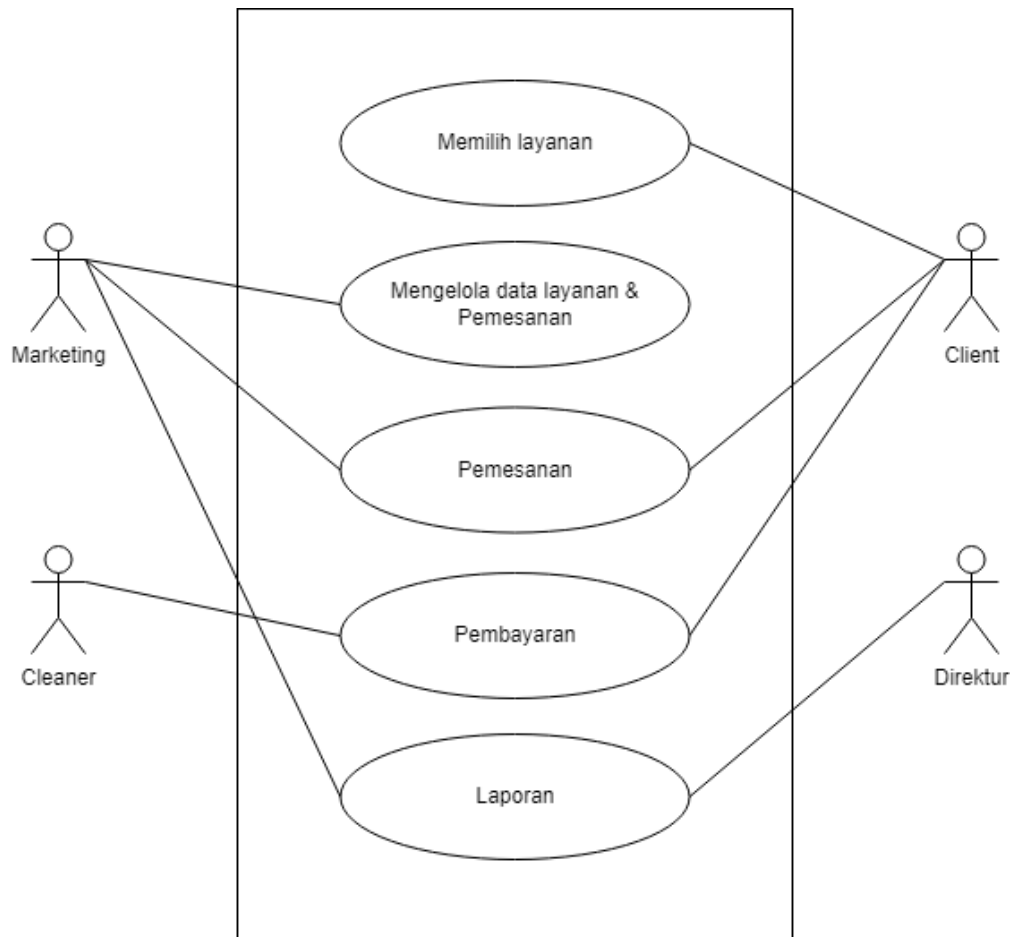 Memilih layanan
Mengelola data layanan &
Pemesanan
Marketing
Client
Pemesanan
Pembayaran
Cleaner
Direktur
Laporan